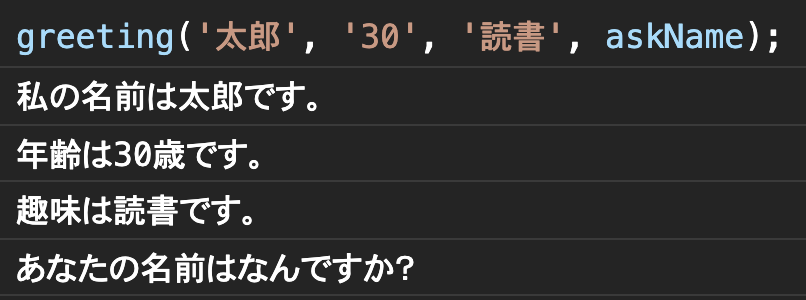 greeting('太郎', '30', '読書', askName);
私の名前は太郎です。
年齢は30歳です。
趣味は読書です。
あなたの名前はなんですか?